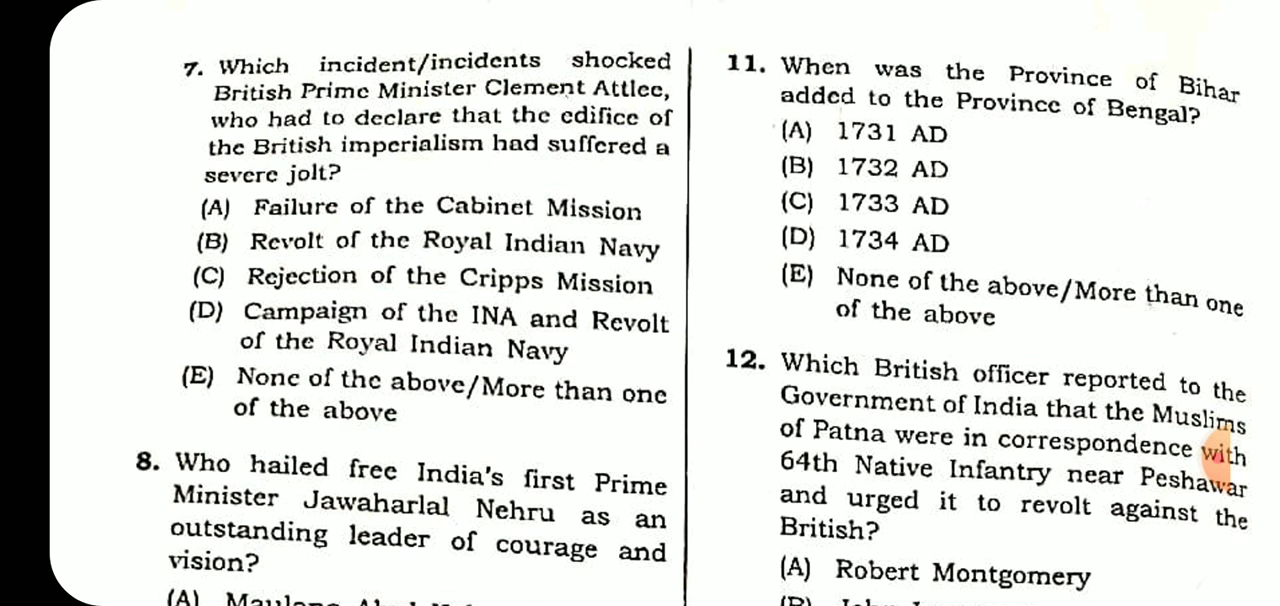 7. Which incident/incidents shocked
British Prime Minister Clement Attlee,
who had to declare that the edifice of
the British imperialism had suffered a
severe jolt?
(A) Failure of the Cabinet Mission
(B) Revolt of the Royal Indian Navy
(C) Rejection of the Cripps Mission
(D) Campaign of the INA and Revolt
of the Royal Indian Navy
(E) None of the above/More than one
of the above
8. Who hailed free India's first Prime
Minister Jawaharlal Nehru as an
outstanding leader of courage and
vision?
(A)
11. When was the Province of Bihar
added to the Province of Bengal?
(A) 1731 AD
(B) 1732 AD
(C) 1733 AD
(D) 1734 AD
(E) None of the above/More than one
of the above
12. Which British officer reported to the
Government of India that the Muslims
of Patna were in correspondence with
64th Native Infantry near Peshawar
and urged it to revolt against the
British?
(A) Robert Montgomery
(B)